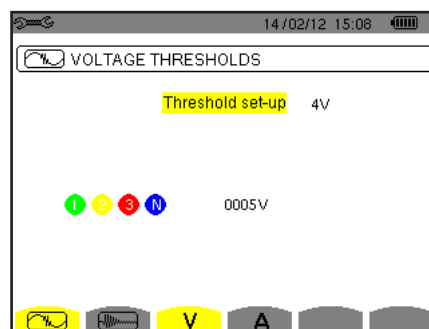 14/02/12 15:08
VOLTAGE THRESHOLDS
Threshold set-up 4V
1 2 3 N 0005V
V A